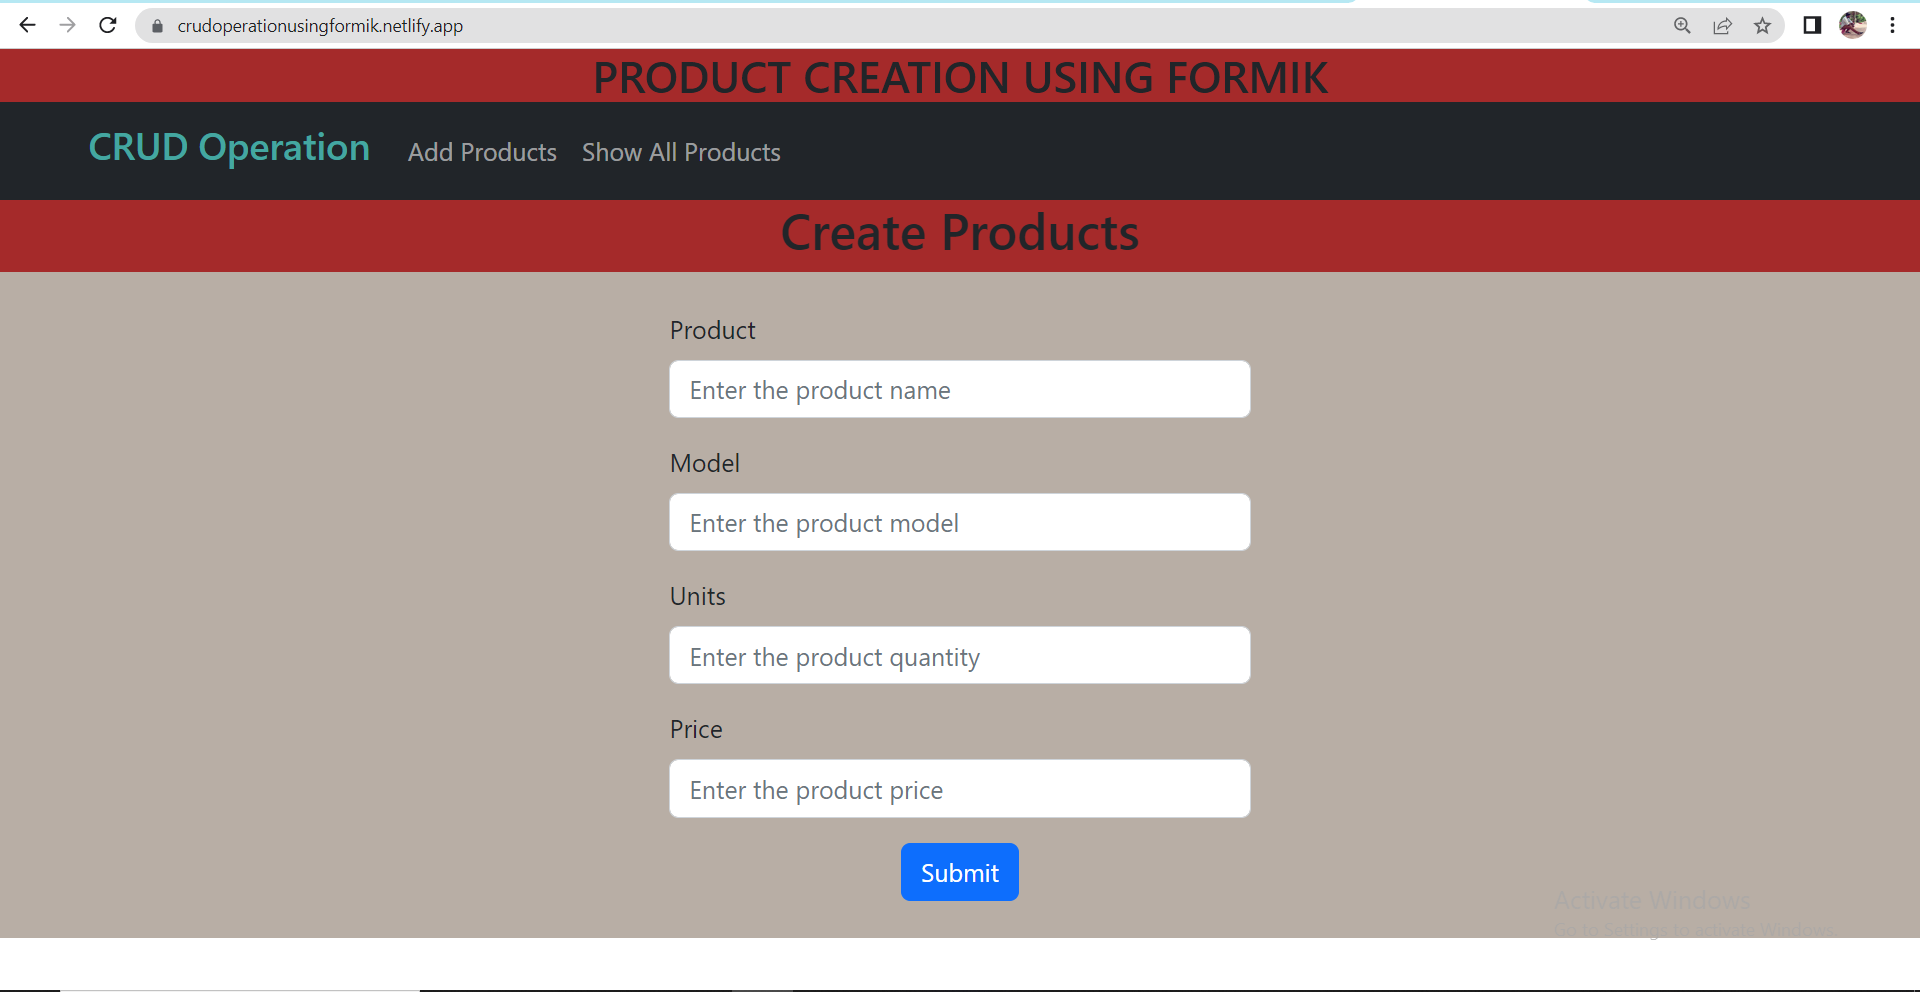 crudoperationusingformik.netlify.app
PRODUCT CREATION USING FORMIK
CRUD Operation Add Products Show All Products
Create Products
Product
Enter the product name
Model
Enter the product model
Units
Enter the product quantity
Price
Enter the product price
Submit
Activate Windows
Go to Settings to activate Windows.